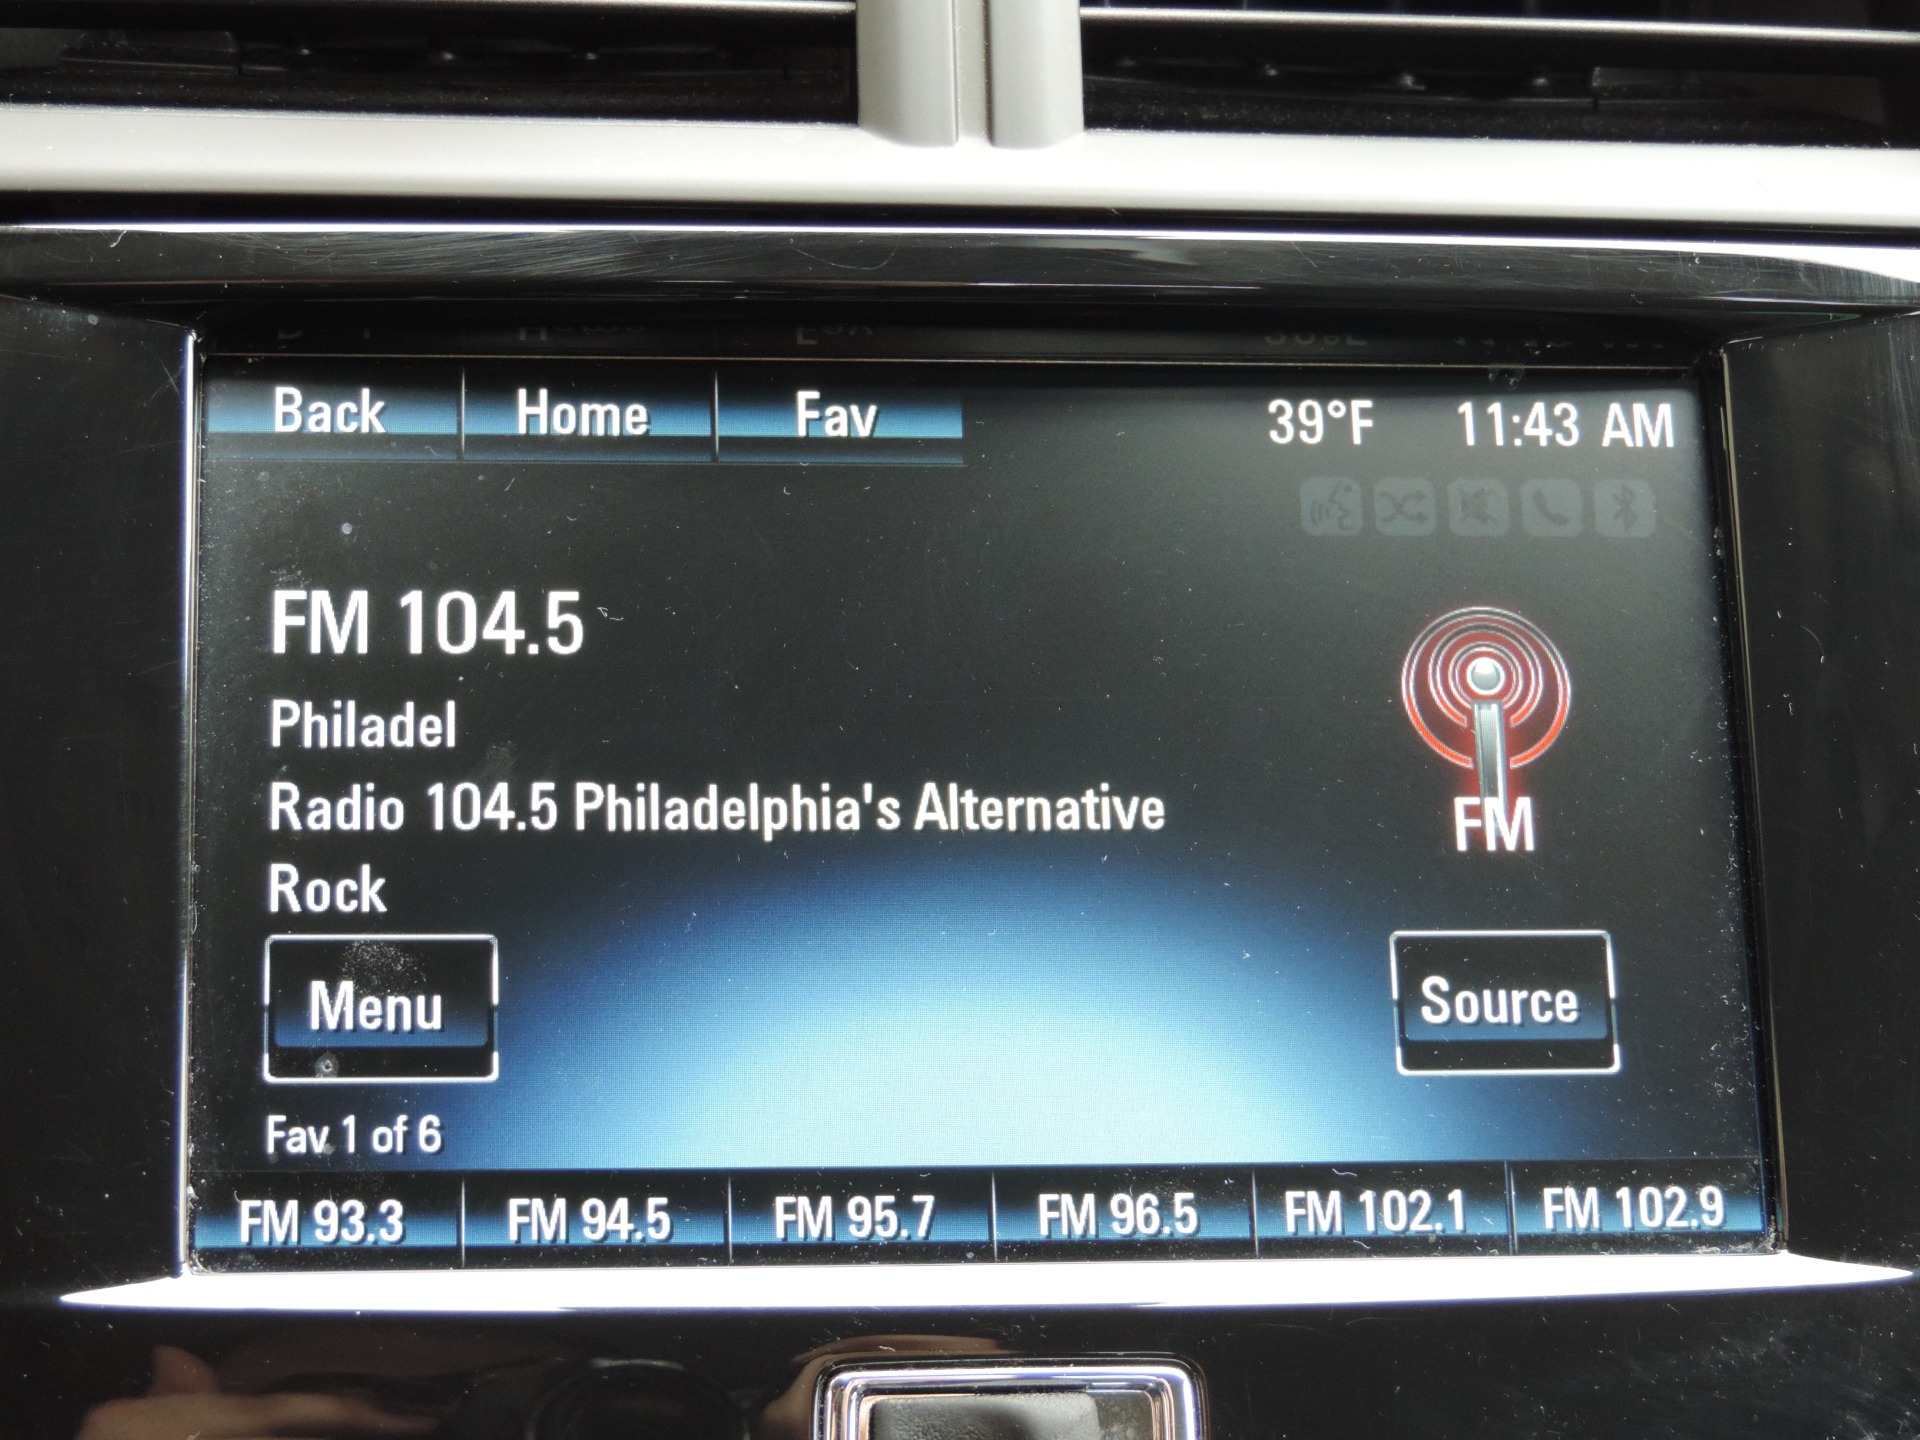 Back Home Fav 39°F 11:43 AM
FM 104.5
Philadel
Radio 104.5 Philadelphia's Alternative
Rock
FM
Menu
Source
Fav 1 of 6
FM 93.3 FM 94.5 FM 95.7 FM 96.5 FM 102.1 FM 102.9